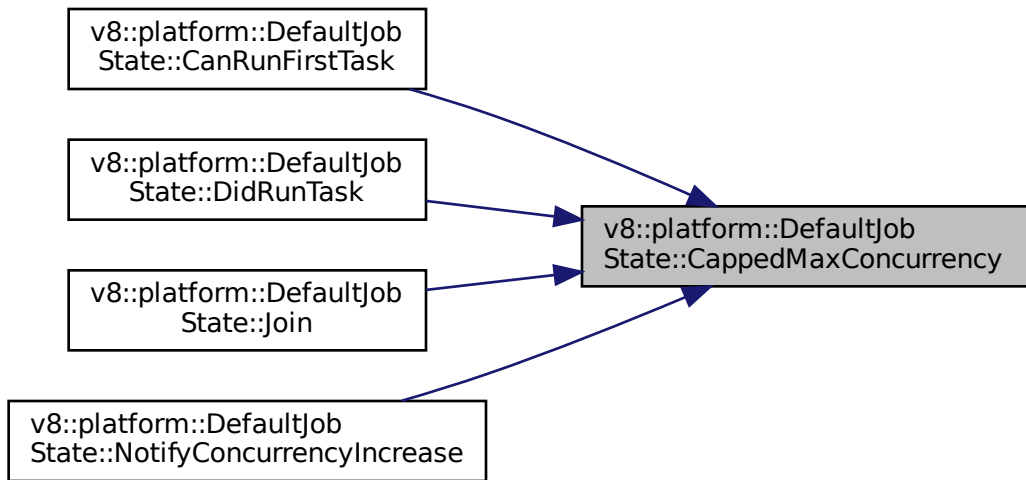 v8::platform::DefaultJob
State::CanRunFirstTask
v8::platform::DefaultJob
State::DidRunTask
v8::platform::DefaultJob
State::CappedMaxConcurrency
v8::platform::DefaultJob
State::Join
v8::platform::DefaultJob
State::NotifyConcurrencyIncrease